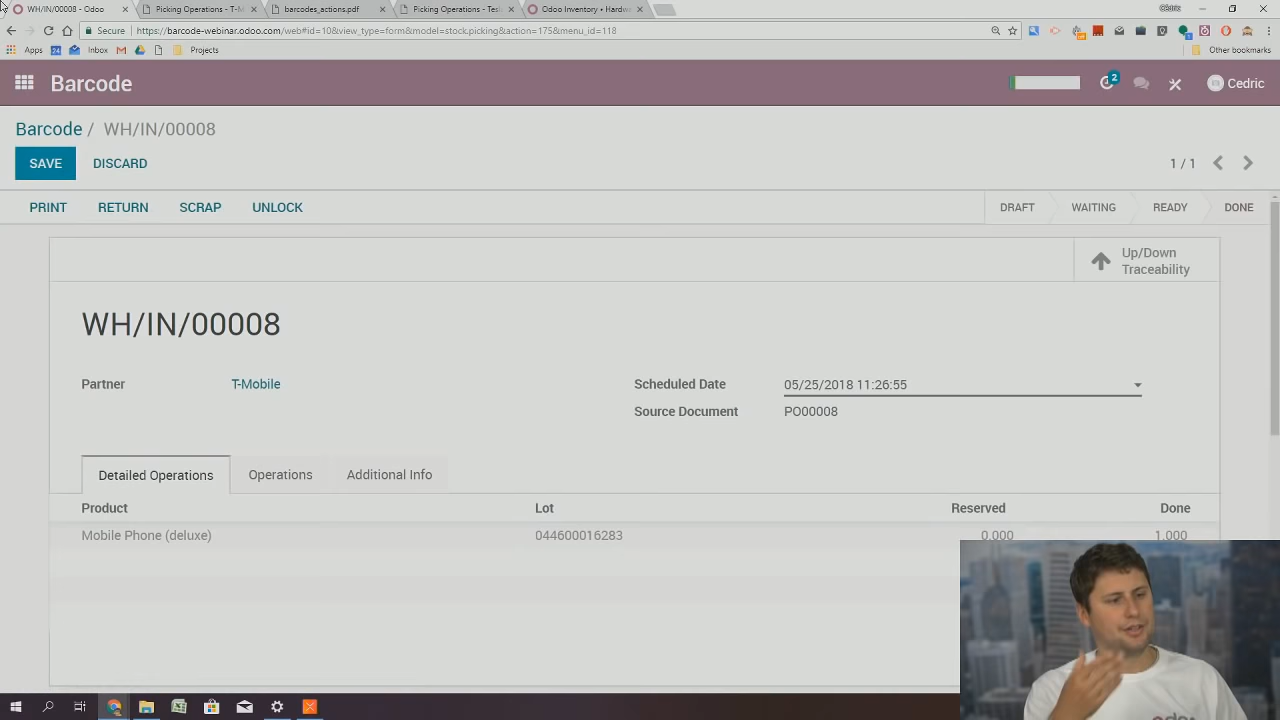 WH/IN/00008 - Odoo
Picking Operations - T-M
barcodes_actions.pdf
Picking Operations - Tes
Odoo Inventory • Hardw
Secure
https://barcode-webinar.odoo.com/web#id=10&view_type=form&model=stock.picking&action=175&menu_id=118
Apps
Inbox
Projects
Other bookmarks
Barcode
2
Cedric
Barcode / WH/IN/00008
SAVE
DISCARD
1 / 1
PRINT
RETURN
SCRAP
UNLOCK
DRAFT
WAITING
READY
DONE
Up/Down
Traceability
WH/IN/00008
Partner
T-Mobile
Scheduled Date
05/25/2018 11:26:55
Source Document
PO00008
Detailed Operations
Operations
Additional Info
Product
Lot
Reserved
Done
Mobile Phone (deluxe)
044600016283
0.000
1.000